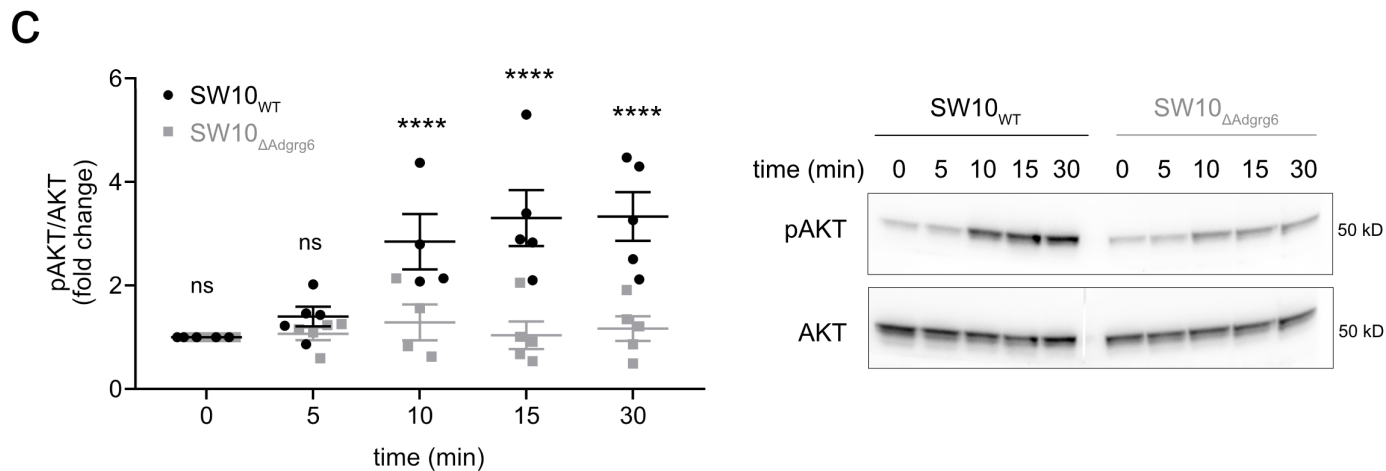 C
6
4
2
0
pAKT/AKT
(fold change)
SW10WT
SW10ΔAdgrg6
ns
ns
****
****
****
0 5 10 15 30
time (min)
SW10WT SW10ΔAdgrg6
time (min) 0 5 10 15 30 0 5 10 15 30
pAKT 50 kD
AKT 50 kD